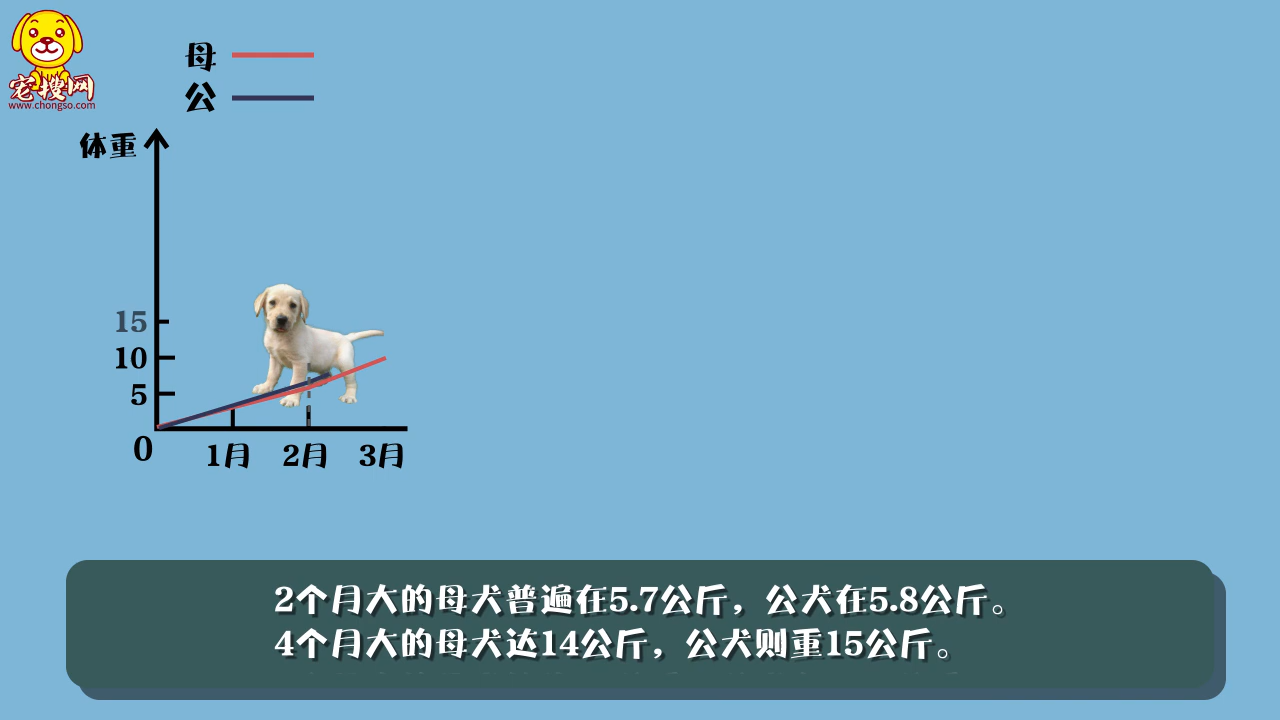 宠搜网
www.chongso.com
母
公
体重
15
10
5
0
1月 2月 3月
2个月大的母犬普遍在5.7公斤，公犬在5.8公斤。
4个月大的母犬达14公斤，公犬则重15公斤。